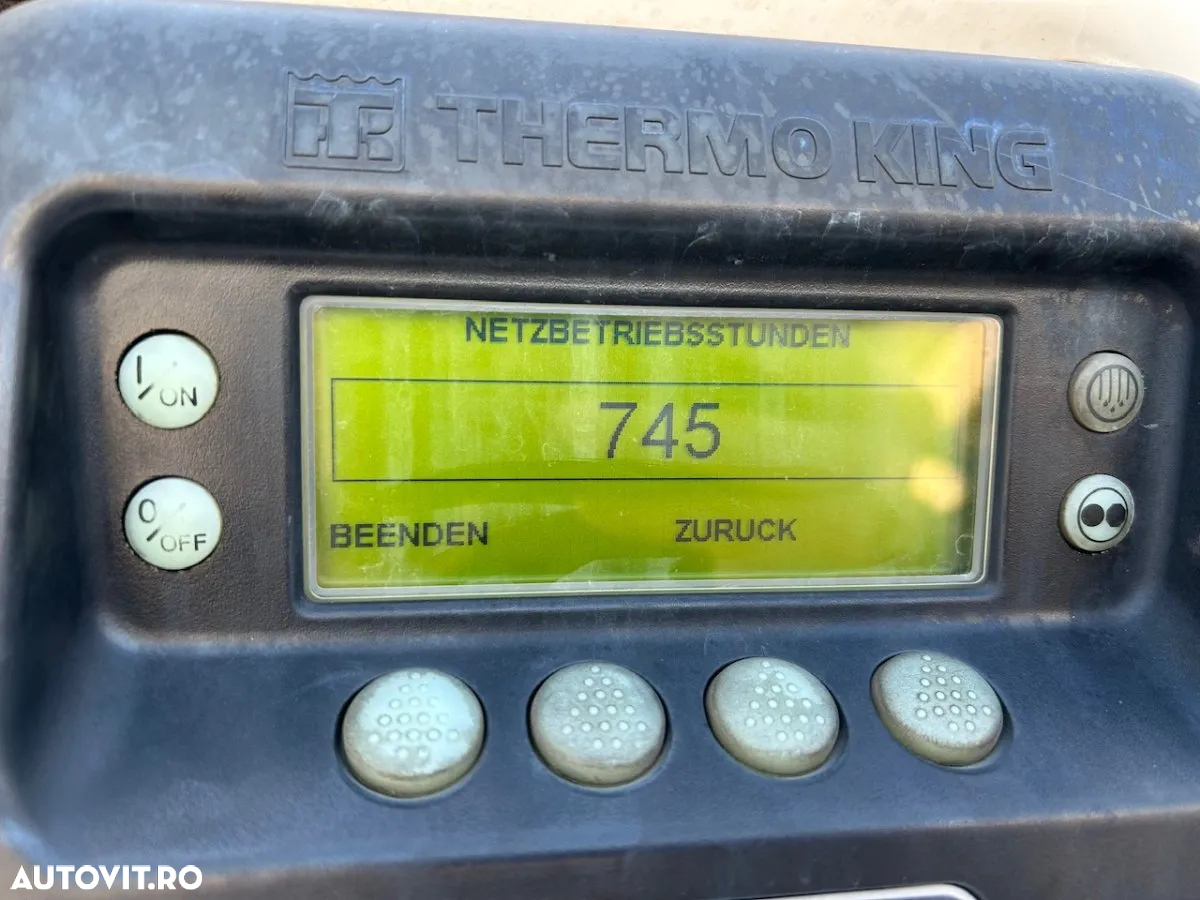 THERMO KING
NETZBETRIEBSSTUNDEN
I/ON
745
0/OFF
BEENDEN ZURUCK
AUTOVIT.RO